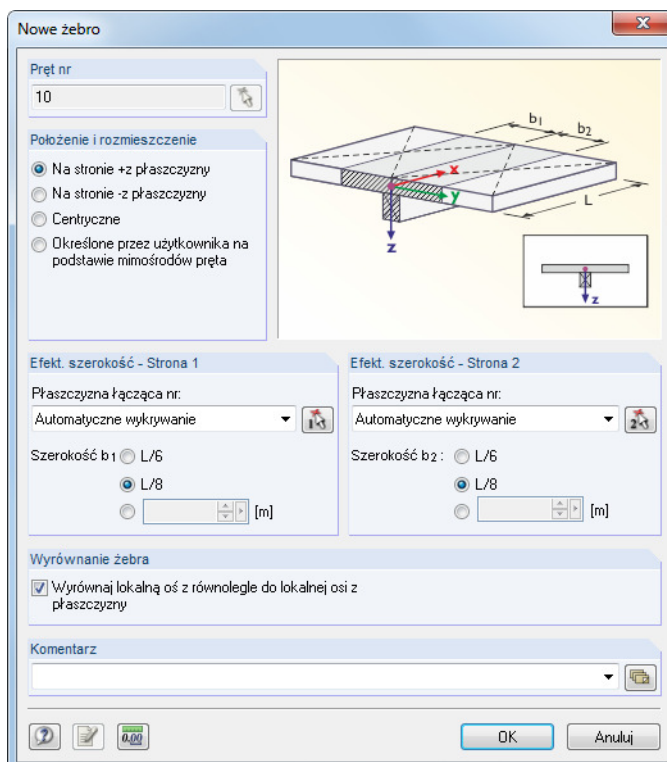 Nowe żebro
Pręt nr
10
Położenie i rozmieszczenie
Na stronie +z płaszczyzny
Na stronie -z płaszczyzny
Centryczne
Określone przez użytkownika na
podstawie mimośrodów pręta
b1
b2
x
y
L
z
z
Efekt. szerokość - Strona 1
Płaszczyzna łącząca nr:
Automatyczne wykrywanie
1
Szerokość b1
L/6
L/8
[m]
Efekt. szerokość - Strona 2
Płaszczyzna łącząca nr:
Automatyczne wykrywanie
2
Szerokość b2 :
L/6
L/8
[m]
Wyrównanie żebra
Wyrównaj lokalną oś z równolegle do lokalnej osi z
płaszczyzny
Komentarz
0.00
OK
Anuluj